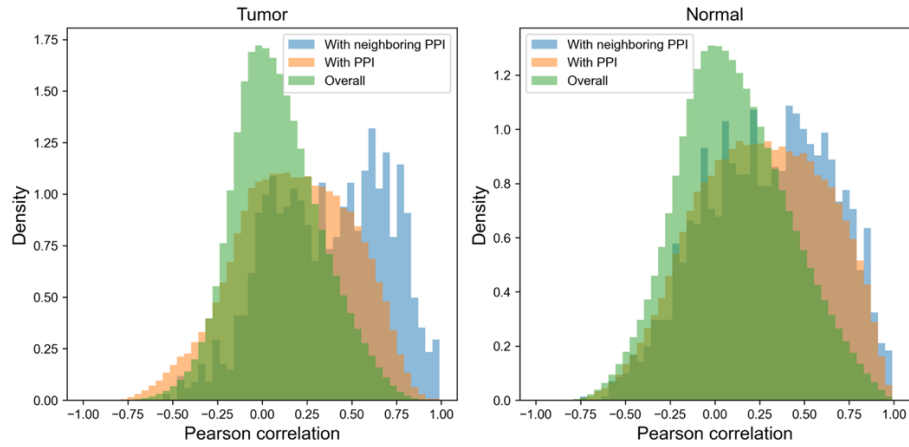 Tumor
1.75
1.50
1.25
1.00
0.75
0.50
0.25
0.00
Density
With neighboring PPI
With PPI
Overall
−1.00 −0.75 −0.50 −0.25 0.00 0.25 0.50 0.75 1.00
Pearson correlation
Normal
1.2
1.0
0.8
0.6
0.4
0.2
0.0
Density
With neighboring PPI
With PPI
Overall
−1.00 −0.75 −0.50 −0.25 0.00 0.25 0.50 0.75 1.00
Pearson correlation